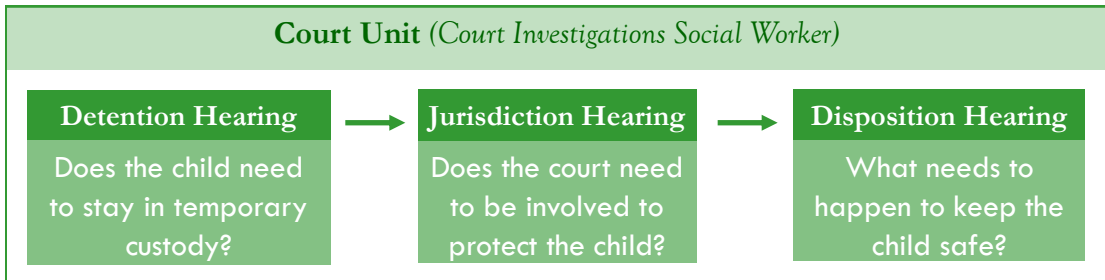 Court Unit (Court Investigations Social Worker)
Detention Hearing
Does the child need
to stay in temporary
custody?
Jurisdiction Hearing
Does the court need
to be involved to
protect the child?
Disposition Hearing
What needs to
happen to keep the
child safe?